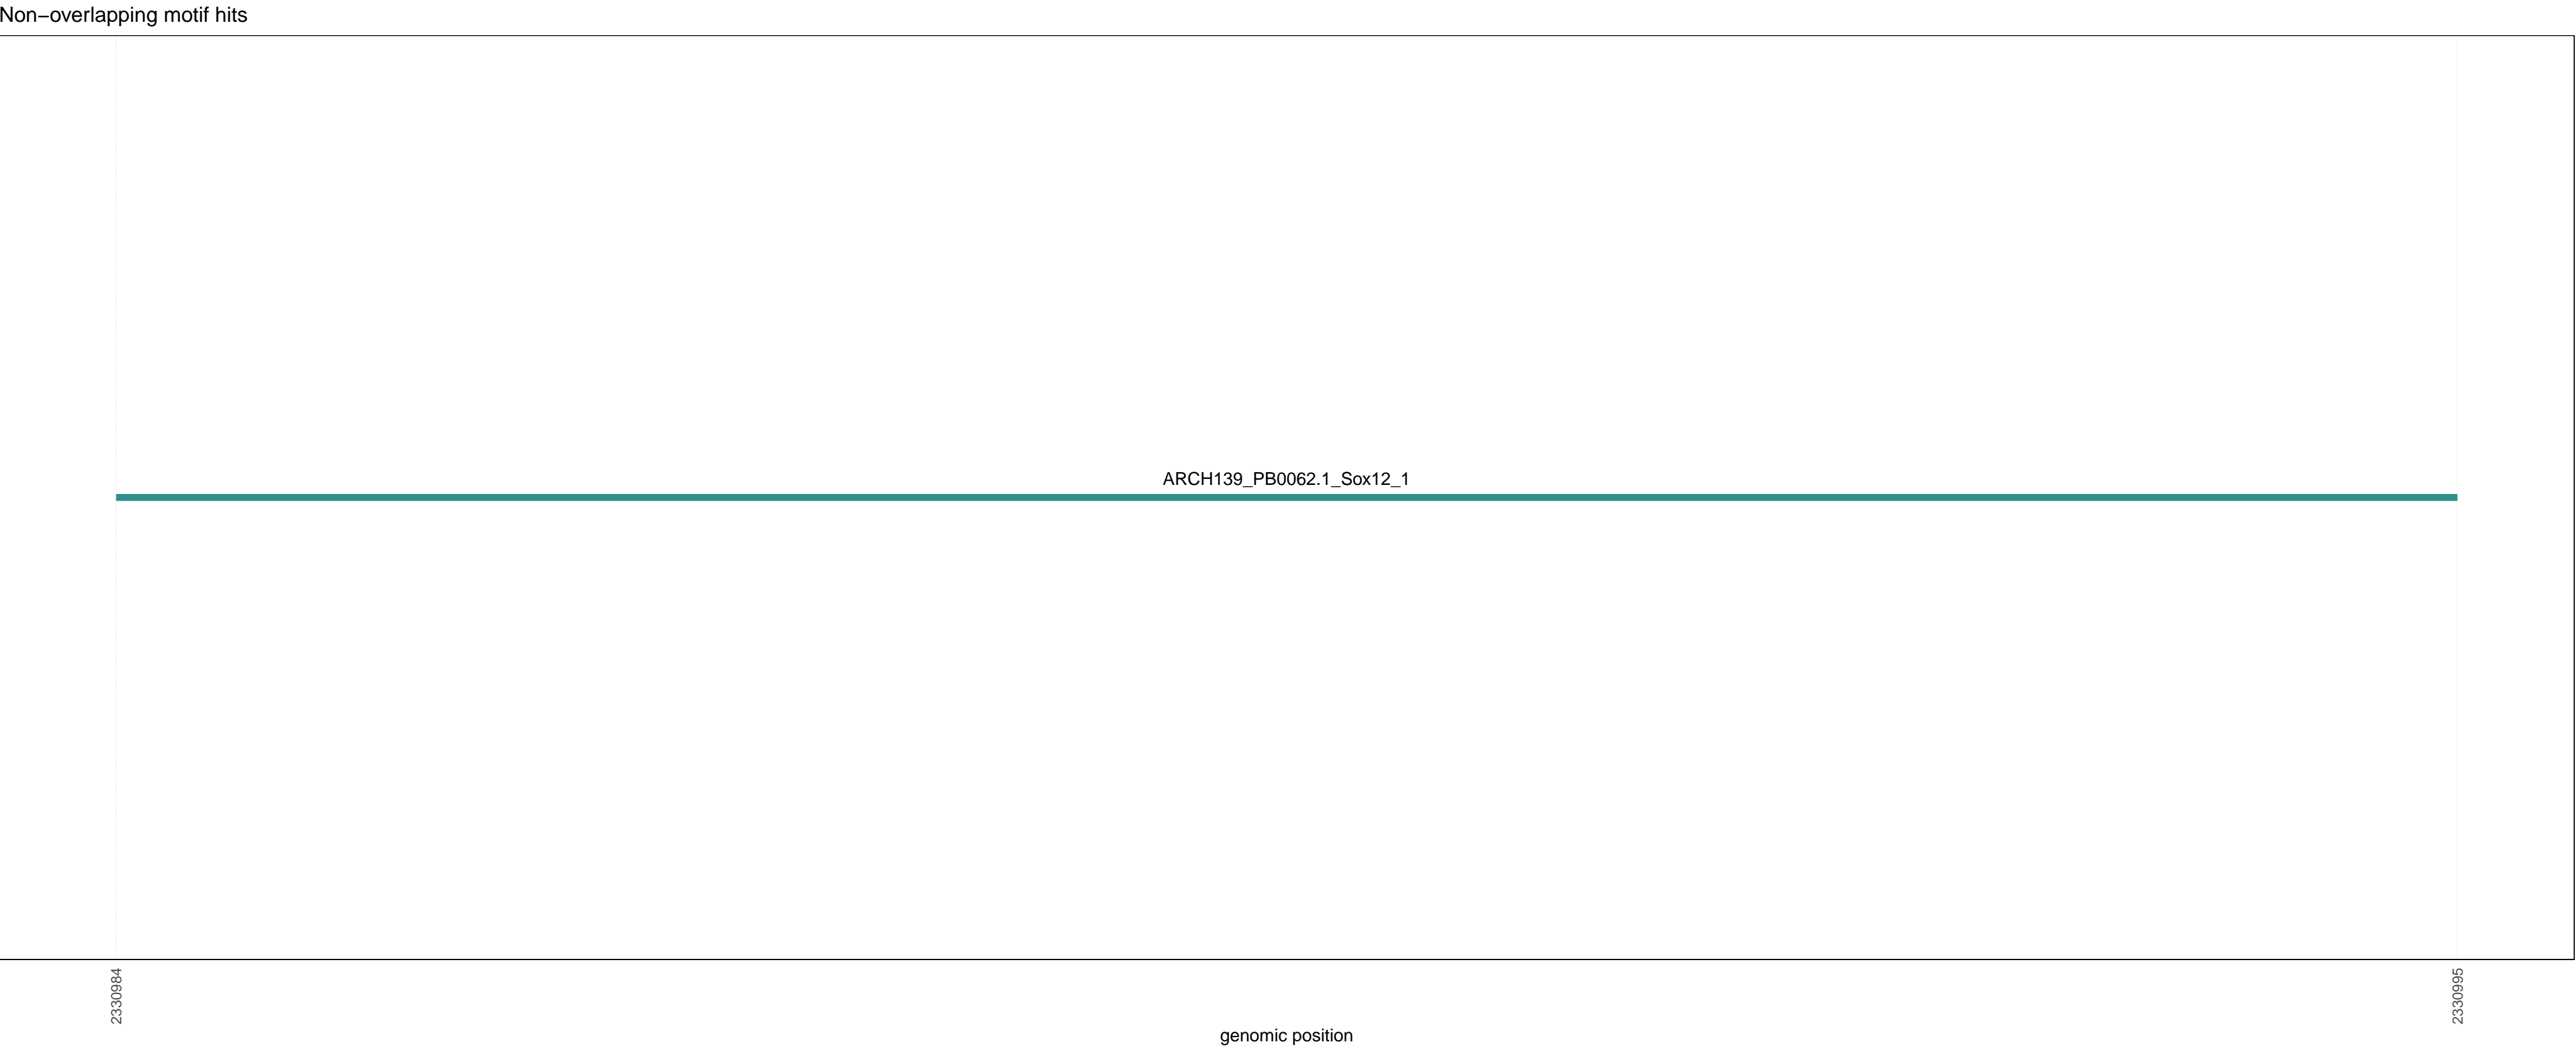 Non−overlapping motif hits
ARCH139_PB0062.1_Sox12_1
2330984
2330995
genomic position